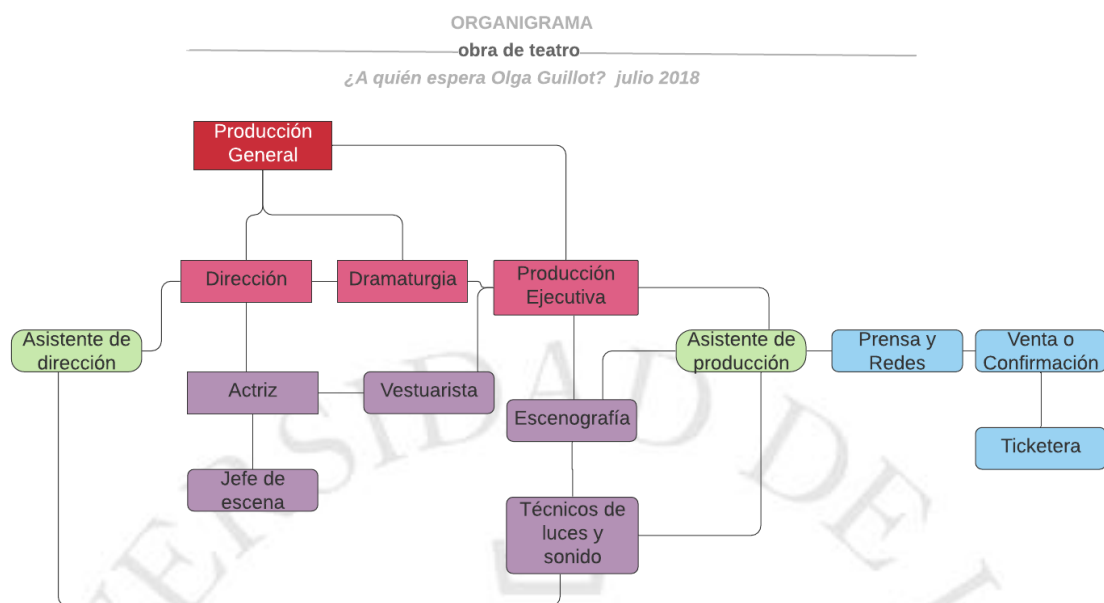 ORGANIGRAMA
obra de teatro
¿A quién espera Olga Guillot? julio 2018
Producción
General
Dirección
Dramaturgia
Producción
Ejecutiva
Asistente de
dirección
Actriz
Vestuarista
Escenografía
Asistente de
producción
Prensa y
Redes
Venta o
Confirmación
Jefe de
escena
Ticketera
Técnicos de
luces y
sonido